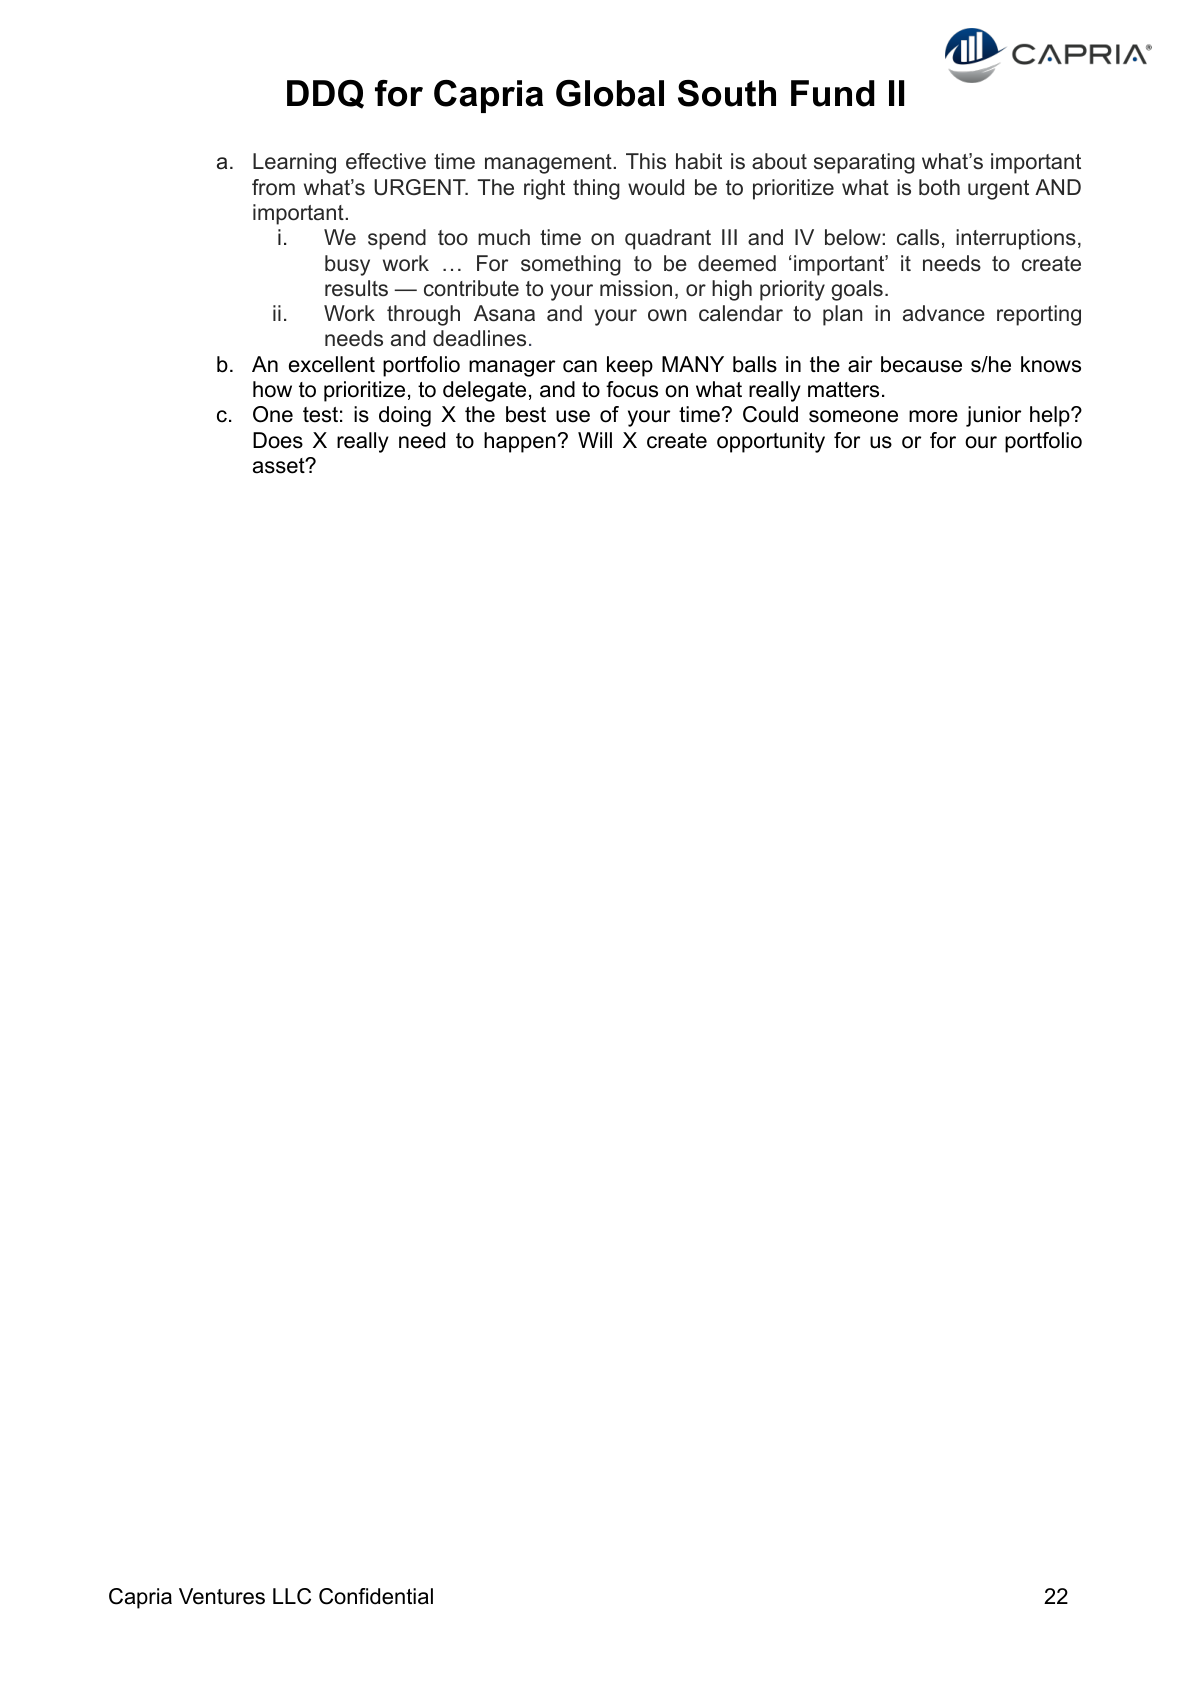 CAPRIA®
DDQ for Capria Global South Fund II
a. Learning effective time management. This habit is about separating what’s important
from what’s URGENT. The right thing would be to prioritize what is both urgent AND
important.
i. We spend too much time on quadrant III and IV below: calls, interruptions,
busy work … For something to be deemed ‘important’ it needs to create
results — contribute to your mission, or high priority goals.
ii. Work through Asana and your own calendar to plan in advance reporting
needs and deadlines.
b. An excellent portfolio manager can keep MANY balls in the air because s/he knows
how to prioritize, to delegate, and to focus on what really matters.
c. One test: is doing X the best use of your time? Could someone more junior help?
Does X really need to happen? Will X create opportunity for us or for our portfolio
asset?
Capria Ventures LLC Confidential 22